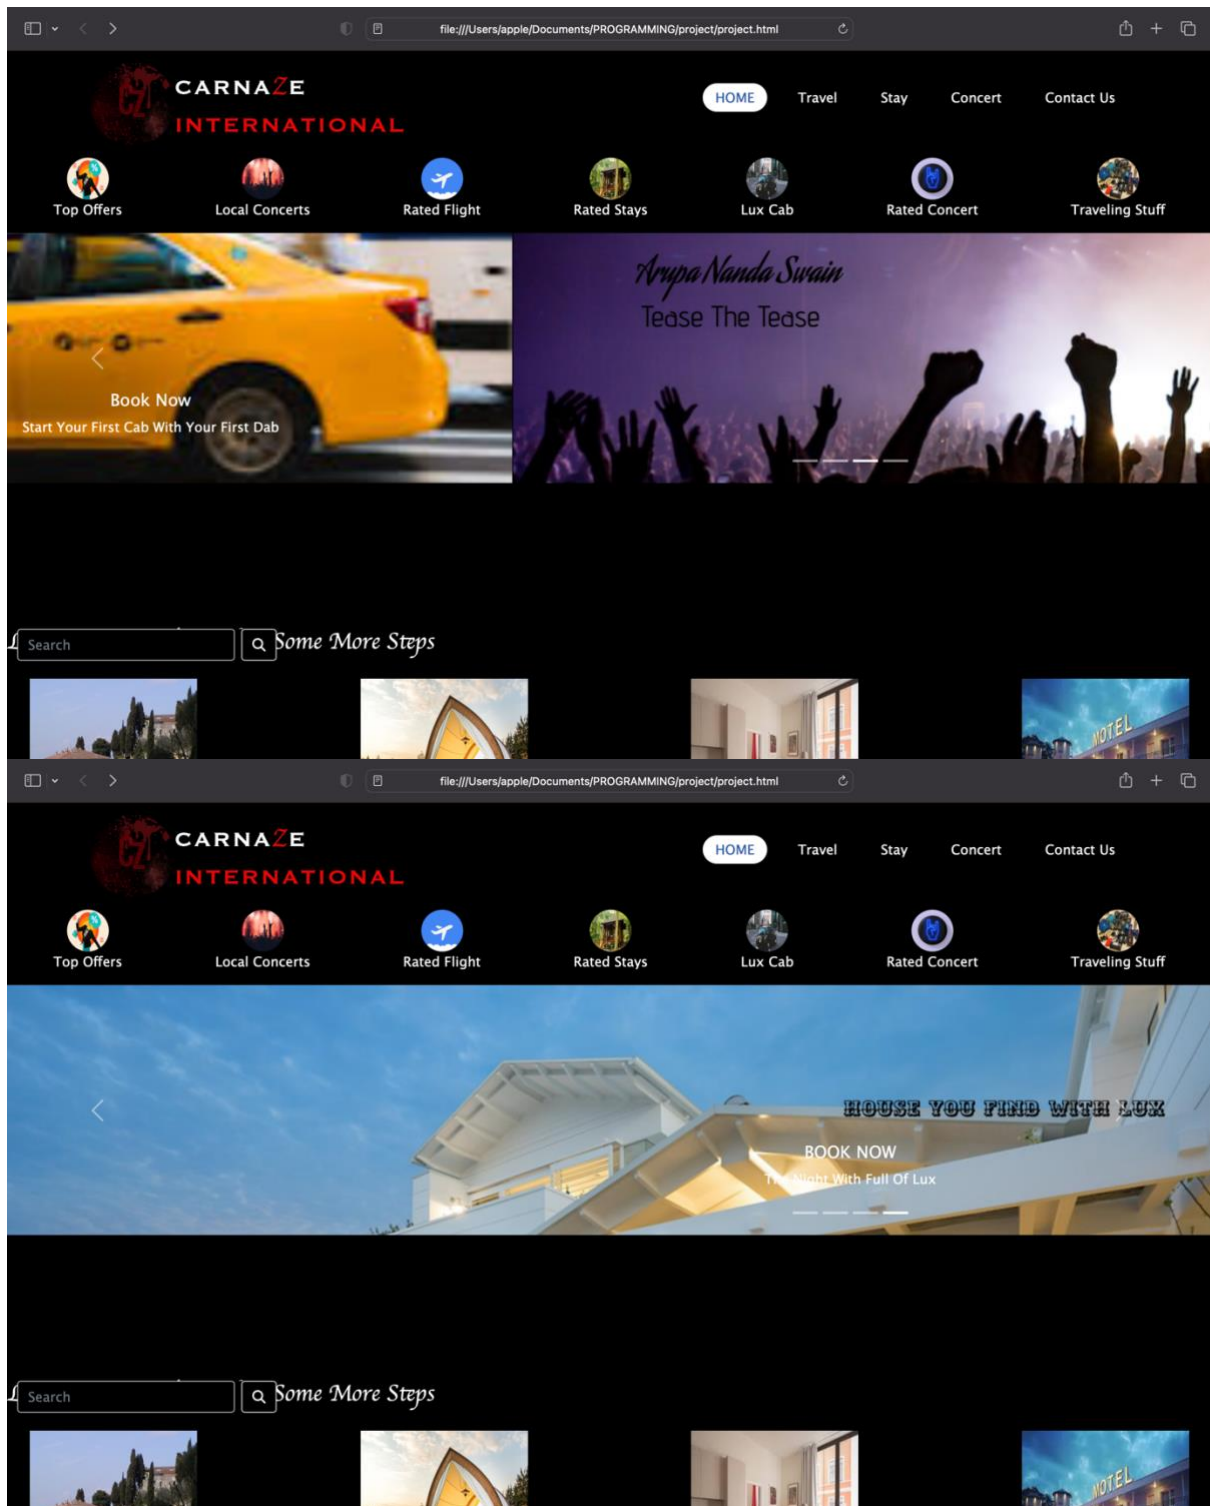 file:///Users/apple/Documents/PROGRAMMING/project/project.html
CZI
CARNAZE
INTERNATIONAL
HOME Travel Stay Concert Contact Us
Top Offers Local Concerts Rated Flight Rated Stays Lux Cab Rated Concert Traveling Stuff
Arupa Nanda Swain
Tease The Tease
Book Now
Start Your First Cab With Your First Dab
Search
Some More Steps
MOTEL
file:///Users/apple/Documents/PROGRAMMING/project/project.html
CZI
CARNAZE
INTERNATIONAL
HOME Travel Stay Concert Contact Us
Top Offers Local Concerts Rated Flight Rated Stays Lux Cab Rated Concert Traveling Stuff
HOUSE YOU FIND WITH LUX
BOOK NOW
The Night With Full Of Lux
Search
Some More Steps
MOTEL